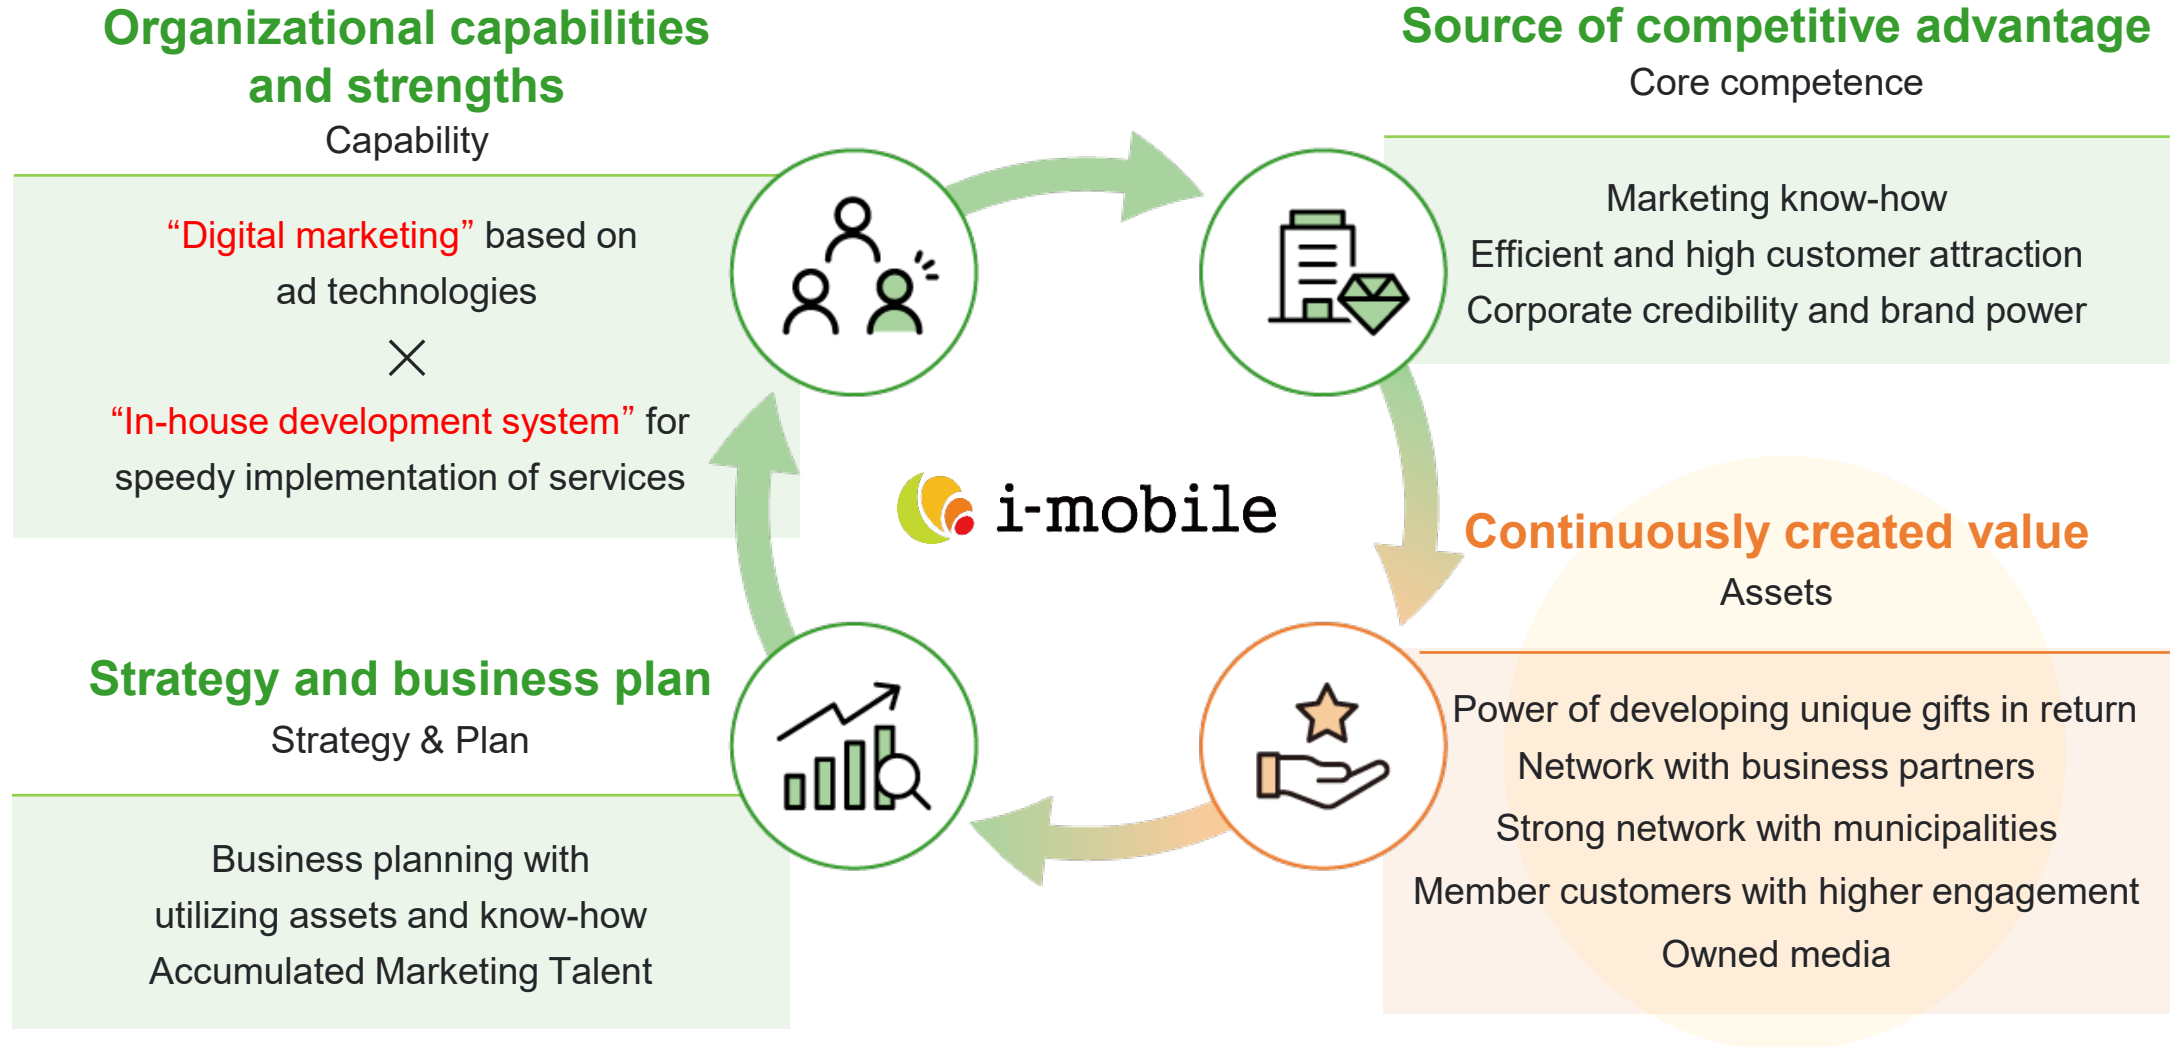 Organizational capabilities
and strengths
Capability
“Digital marketing” based on
ad technologies
×
“In-house development system” for
speedy implementation of services
Source of competitive advantage
Core competence
Marketing know-how
Efficient and high customer attraction
Corporate credibility and brand power
i-mobile
Continuously created value
Assets
Power of developing unique gifts in return
Network with business partners
Strong network with municipalities
Member customers with higher engagement
Owned media
Strategy and business plan
Strategy & Plan
Business planning with
utilizing assets and know-how
Accumulated Marketing Talent